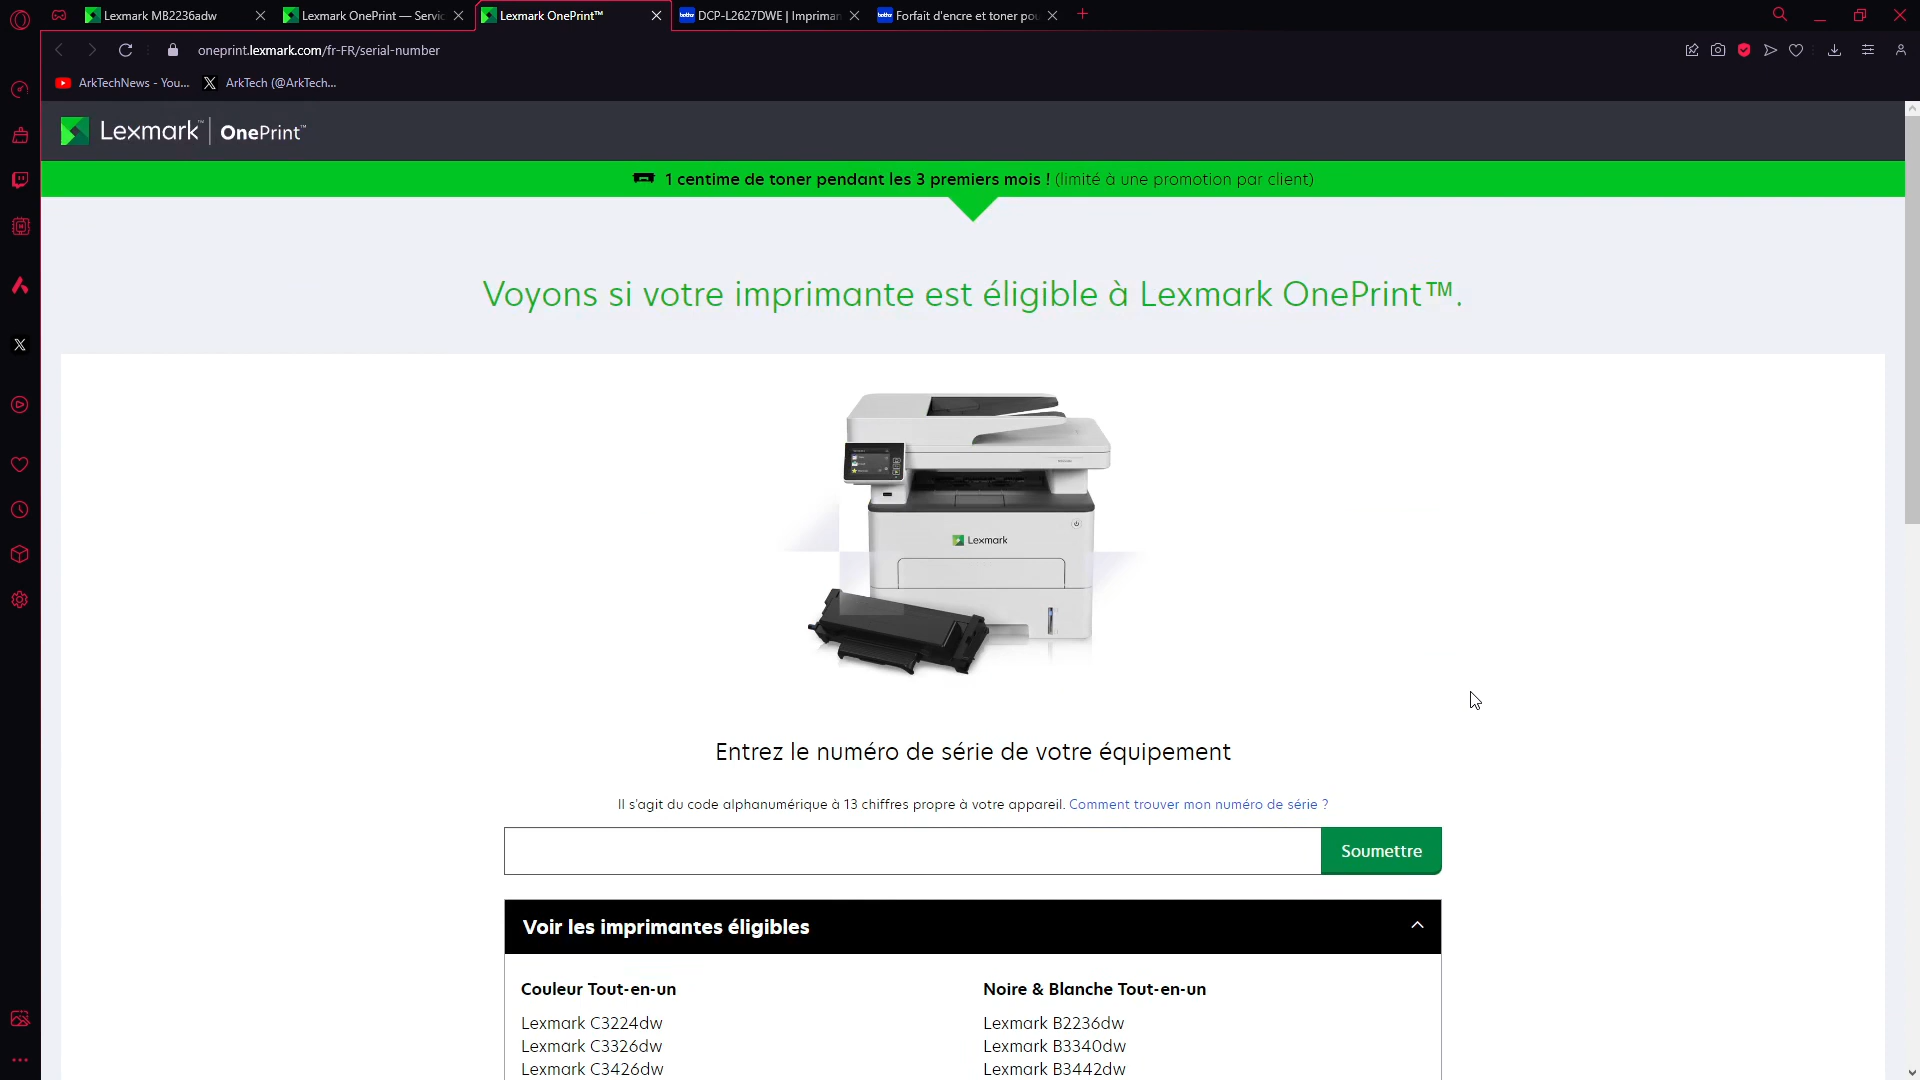 Lexmark MB2236adw
Lexmark OnePrint — Servic
Lexmark OnePrint™
brother DCP-L2627DWE | Impriman
brother Forfait d'encre et toner pou
oneprint.lexmark.com/fr-FR/serial-number
ArkTechNews - You...
ArkTech (@ArkTech...
Lexmark™ OnePrint™
1 centime de toner pendant les 3 premiers mois ! (limité à une promotion par client)
Voyons si votre imprimante est éligible à Lexmark OnePrint™.
Lexmark
Entrez le numéro de série de votre équipement
Il s'agit du code alphanumérique à 13 chiffres propre à votre appareil. Comment trouver mon numéro de série ?
Soumettre
Voir les imprimantes éligibles
Couleur Tout-en-un
Lexmark C3224dw
Lexmark C3326dw
Lexmark C3426dw
Noire & Blanche Tout-en-un
Lexmark B2236dw
Lexmark B3340dw
Lexmark B3442dw